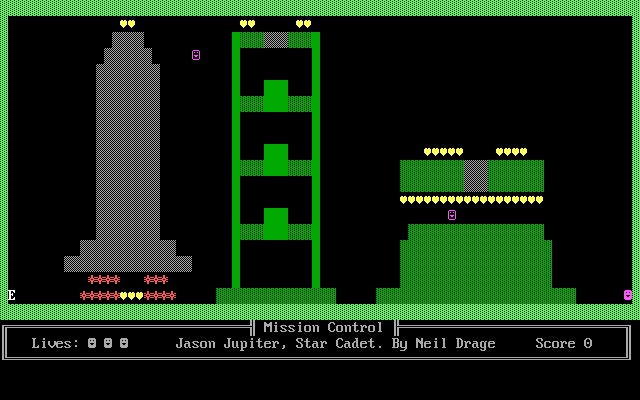 E
Mission Control
Lives: Jason Jupiter, Star Cadet. By Neil Drage Score 0